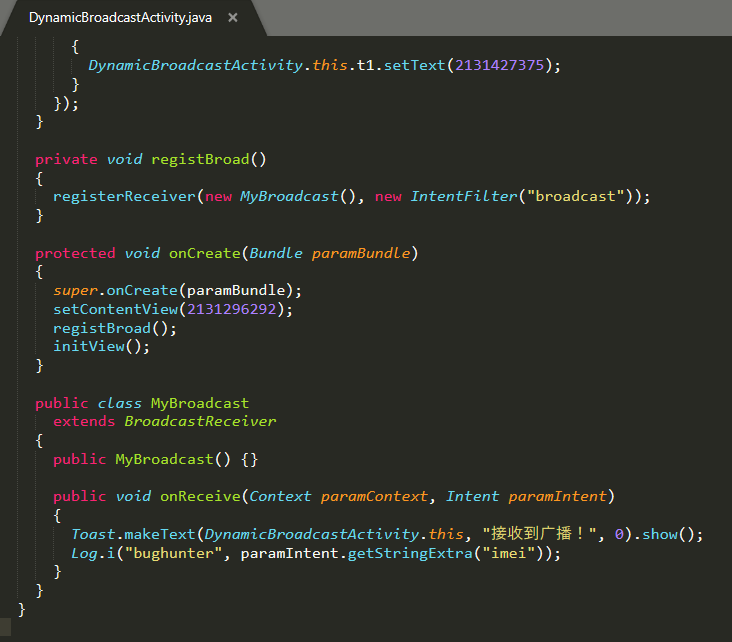 DynamicBroadcastActivity.java ×
{
DynamicBroadcastActivity.this.t1.setText(2131427375);
}
});
}
private void registBroad()
{
registerReceiver(new MyBroadcast(), new IntentFilter("broadcast"));
}
protected void onCreate(Bundle paramBundle)
{
super.onCreate(paramBundle);
setContentView(2131296292);
registBroad();
initView();
}
public class MyBroadcast
extends BroadcastReceiver
{
public MyBroadcast() {}
public void onReceive(Context paramContext, Intent paramIntent)
{
Toast.makeText(DynamicBroadcastActivity.this, "接收到广播！", 0).show();
Log.i("bughunter", paramIntent.getStringExtra("imei"));
}
}
}